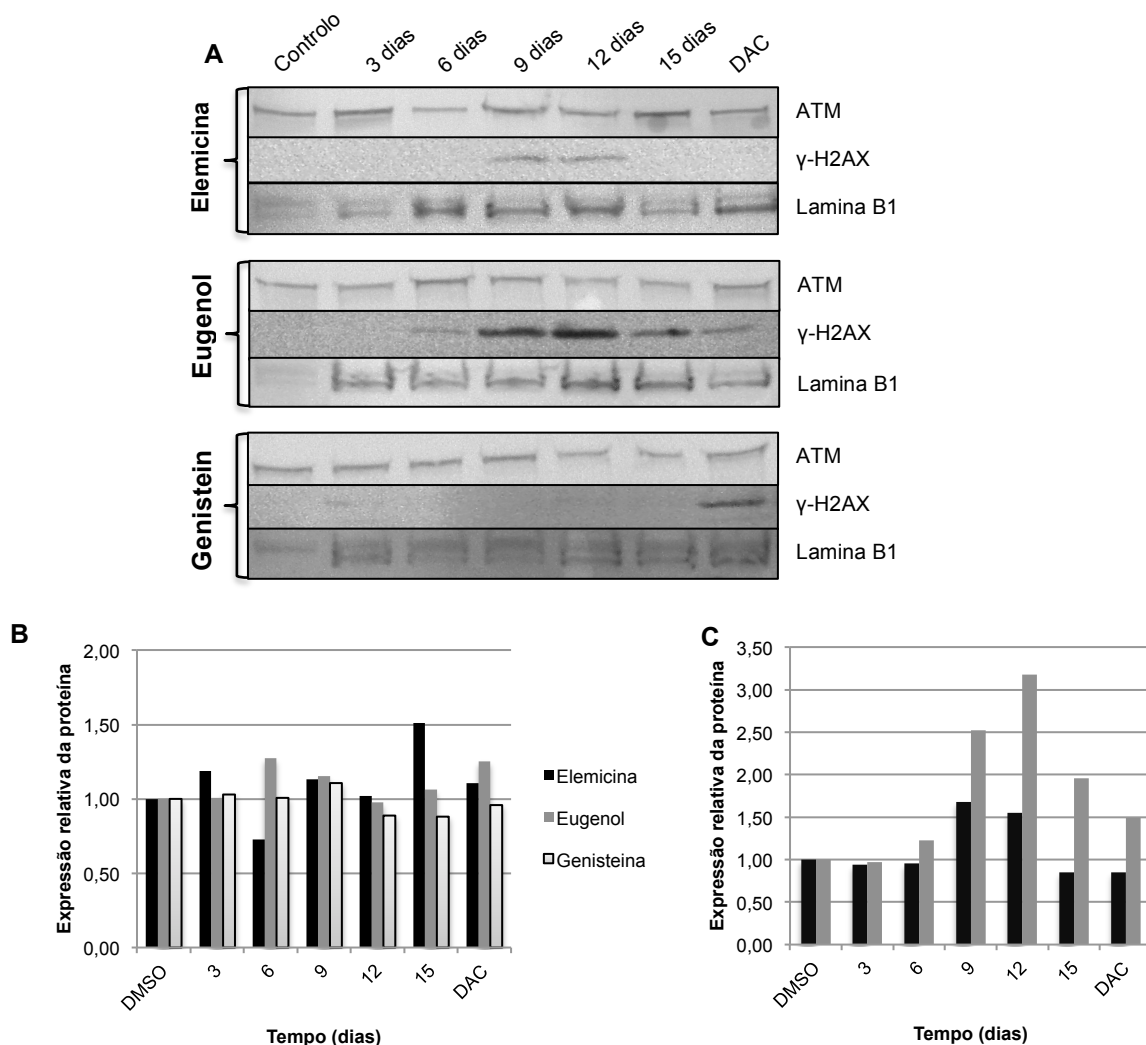 A
Controlo 3 dias 6 dias 9 dias 12 dias 15 dias DAC
Elemicina
ATM
γ-H2AX
Lamina B1
Eugenol
ATM
γ-H2AX
Lamina B1
Genistein
ATM
γ-H2AX
Lamina B1
B
Expressão relativa da proteína
2,00
1,50
1,00
0,50
0,00
DMSO 3 6 9 12 15 DAC
Tempo (dias)
Elemicina
Eugenol
Genisteina
C
Expressão relativa da proteína
3,50
3,00
2,50
2,00
1,50
1,00
0,50
0,00
DMSO 3 6 9 12 15 DAC
Tempo (dias)